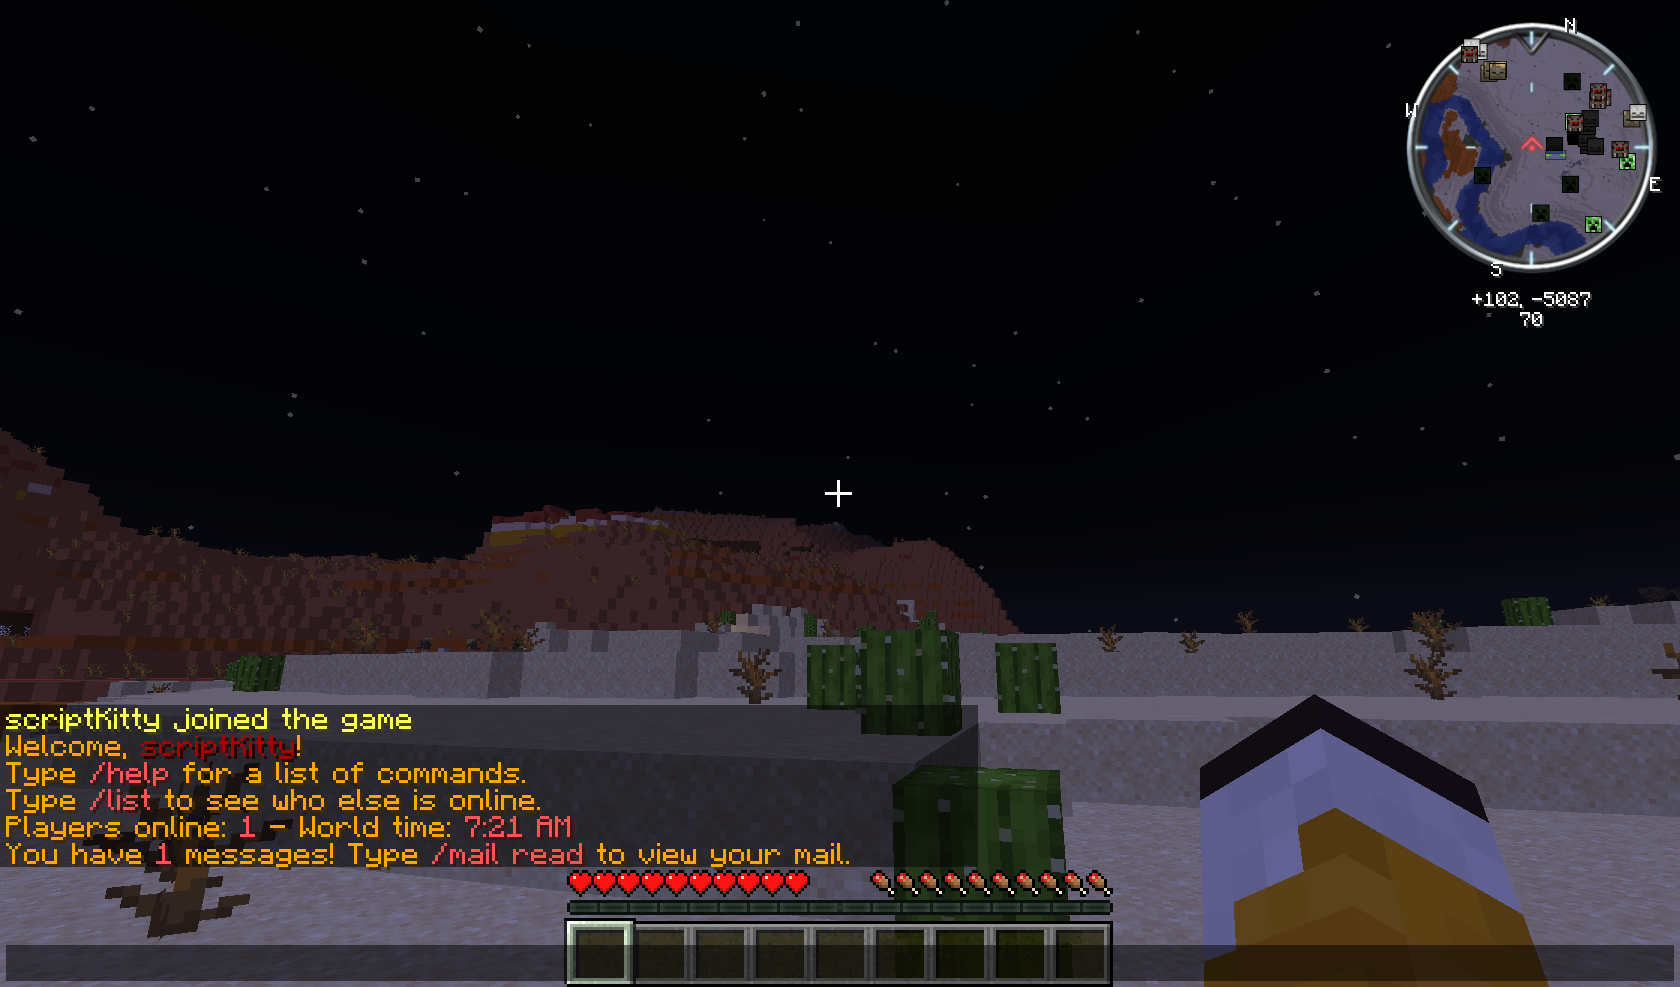 N
W
E
S
+102, -5087
70
scriptKitty joined the game
Welcome, scriptKitty!
Type /help for a list of commands.
Type /list to see who else is online.
Players online: 1 - World time: 7:21 AM
You have 1 messages! Type /mail read to view your mail.